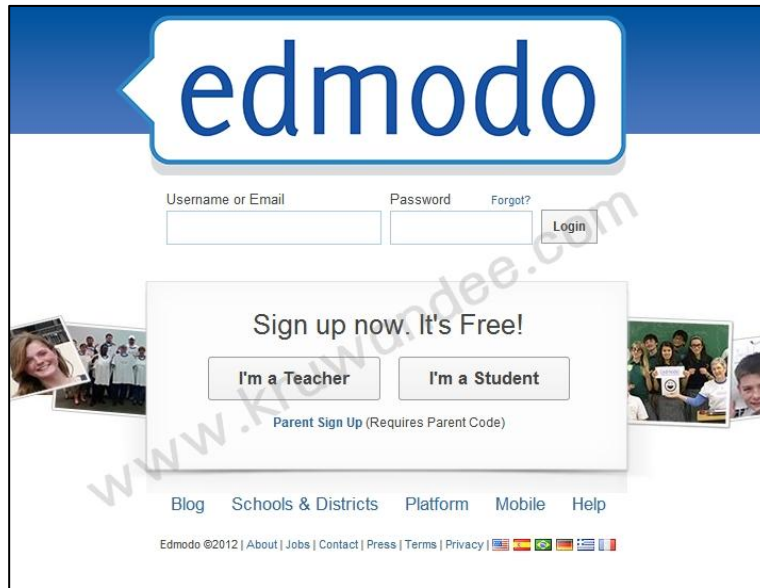 edmodo
Username or Email Password Forgot?
Login
Sign up now. It's Free!
I'm a Teacher I'm a Student
Parent Sign Up (Requires Parent Code)
Blog Schools & Districts Platform Mobile Help
Edmodo ©2012 | About | Jobs | Contact | Press | Terms | Privacy |
www.kruwandee.com